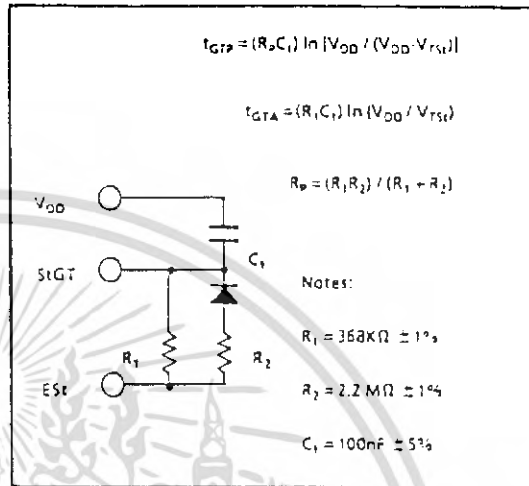 t_GTP = (R_P C_1) ln [V_DD / (V_DD-V_TSt)]
t_GTA = (R_1 C_1) ln (V_DD / V_TSt)
R_P = (R_1 R_2) / (R_1 + R_2)
V_DD
C_1
StGT
Notes:
R_1
R_2
R_1 = 368KΩ ± 1%
ESt
R_2 = 2.2 MΩ ± 1%
C_1 = 100nF ± 5%